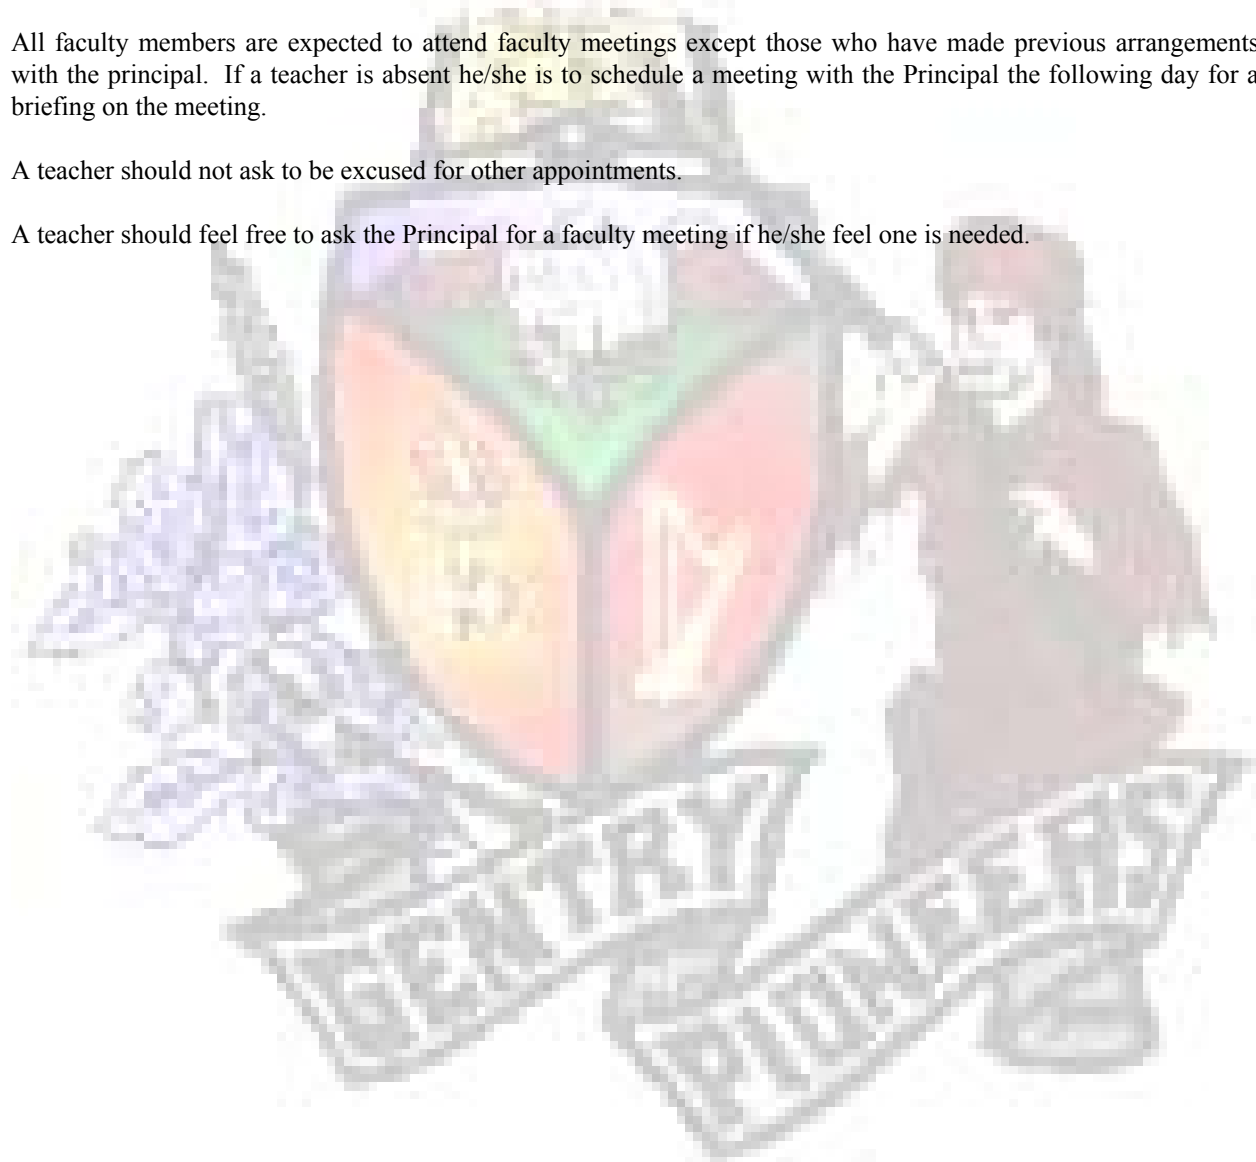 All faculty members are expected to attend faculty meetings except those who have made previous arrangements
with the principal.  If a teacher is absent he/she is to schedule a meeting with the Principal the following day for a
briefing on the meeting.
A teacher should not ask to be excused for other appointments.
A teacher should feel free to ask the Principal for a faculty meeting if he/she feel one is needed.
GENTRY
PIONEERS